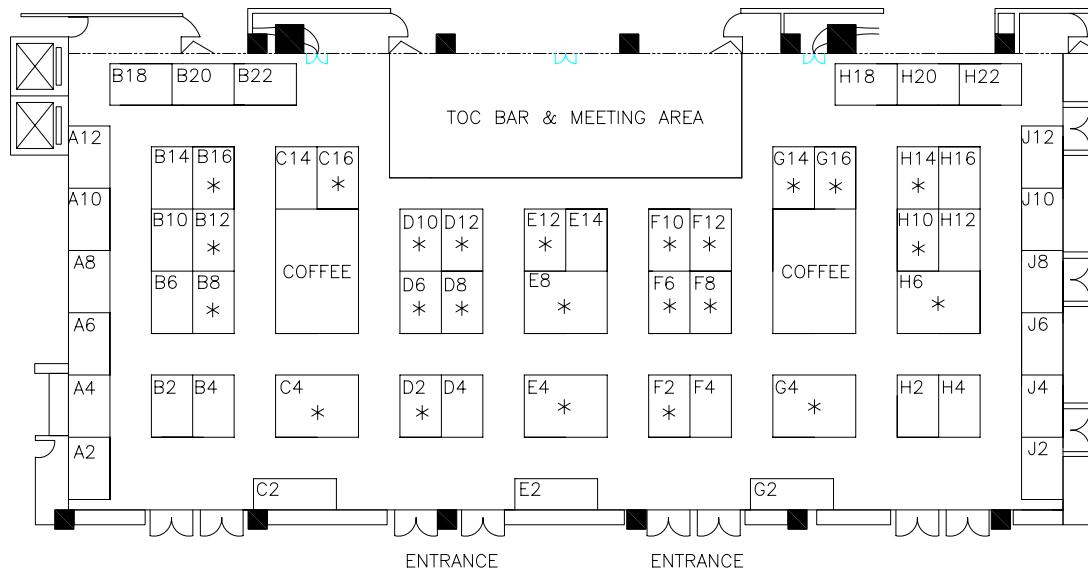 B18 B20 B22 H18 H20 H22
TOC BAR & MEETING AREA
A12 J12
B14 B16 C14 C16 G14 G16 H14 H16
* * * * *
A10 J10
B10 B12 D10 D12 E12 E14 F10 F12 H10 H12
* * * * * * *
A8 COFFEE COFFEE J8
B6 B8 D6 D8 E8 F6 F8 H6
* * * * * * *
A6 J6
A4 B2 B4 C4 D2 D4 E4 F2 F4 G4 H2 H4 J4
* * * * *
A2 J2
C2 E2 G2
ENTRANCE ENTRANCE